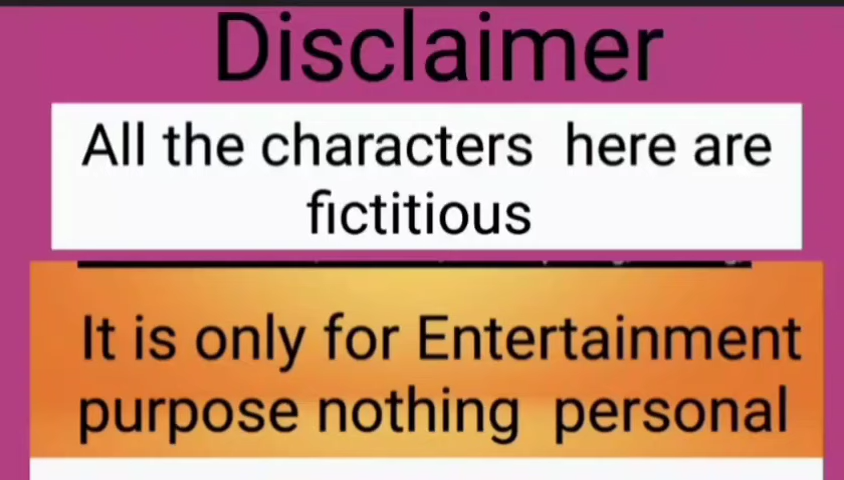 Disclaimer
All the characters here are
fictitious
It is only for Entertainment
purpose nothing personal